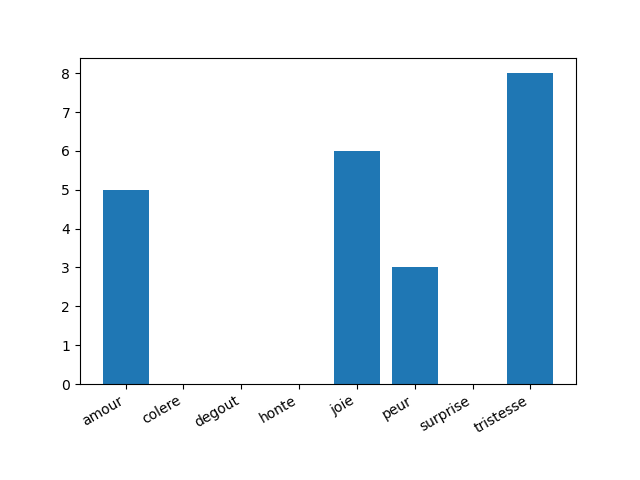 8
7
6
5
4
3
2
1
0
amour
colere
degout
honte
joie
peur
surprise
tristesse